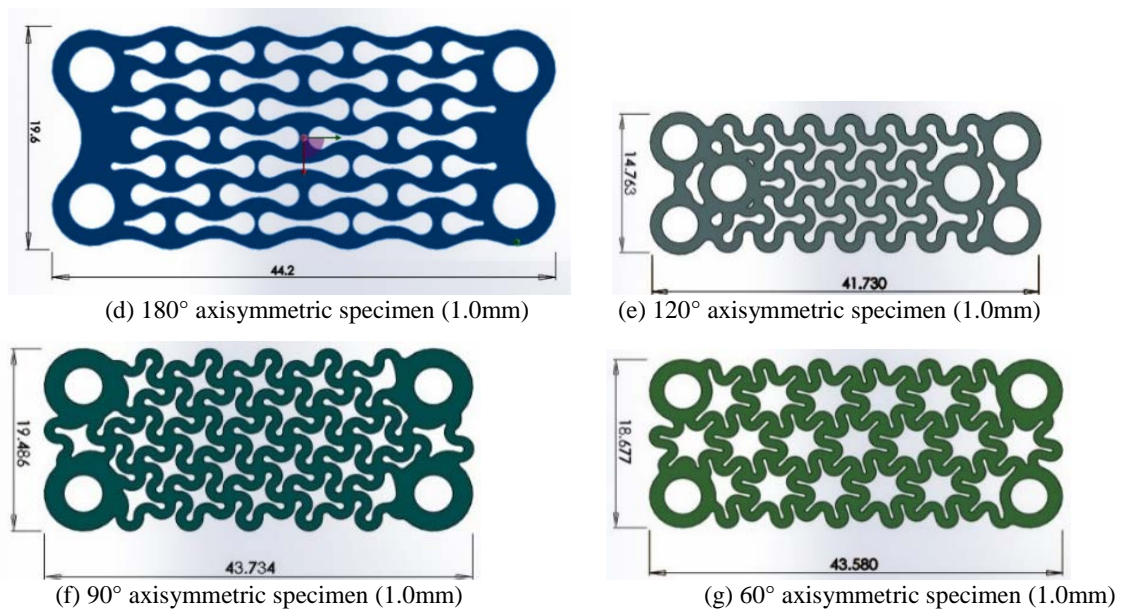 19.6
44.2
14.763
41.730
(d) 180° axisymmetric specimen (1.0mm)
(e) 120° axisymmetric specimen (1.0mm)
19.486
43.734
18.677
43.580
(f) 90° axisymmetric specimen (1.0mm)
(g) 60° axisymmetric specimen (1.0mm)